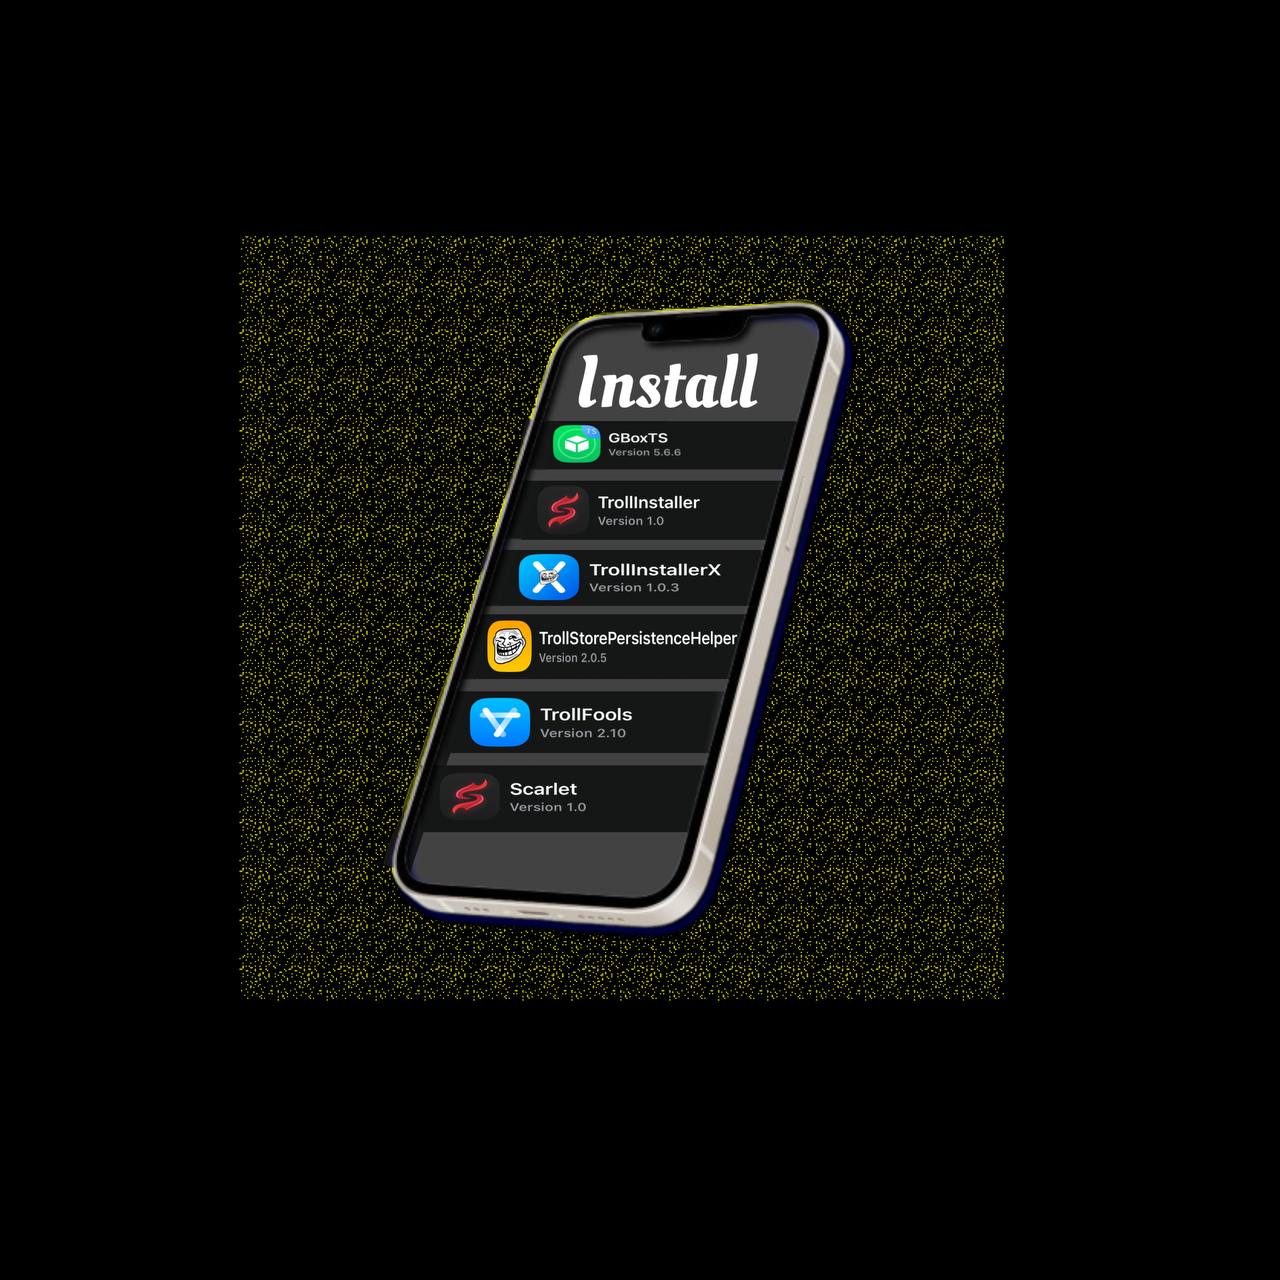 Install
TS
GBoxTS
Version 5.6.6
TrollInstaller
Version 1.0
TrollInstallerX
Version 1.0.3
TrollStorePersistenceHelper
Version 2.0.5
TrollFools
Version 2.10
Scarlet
Version 1.0